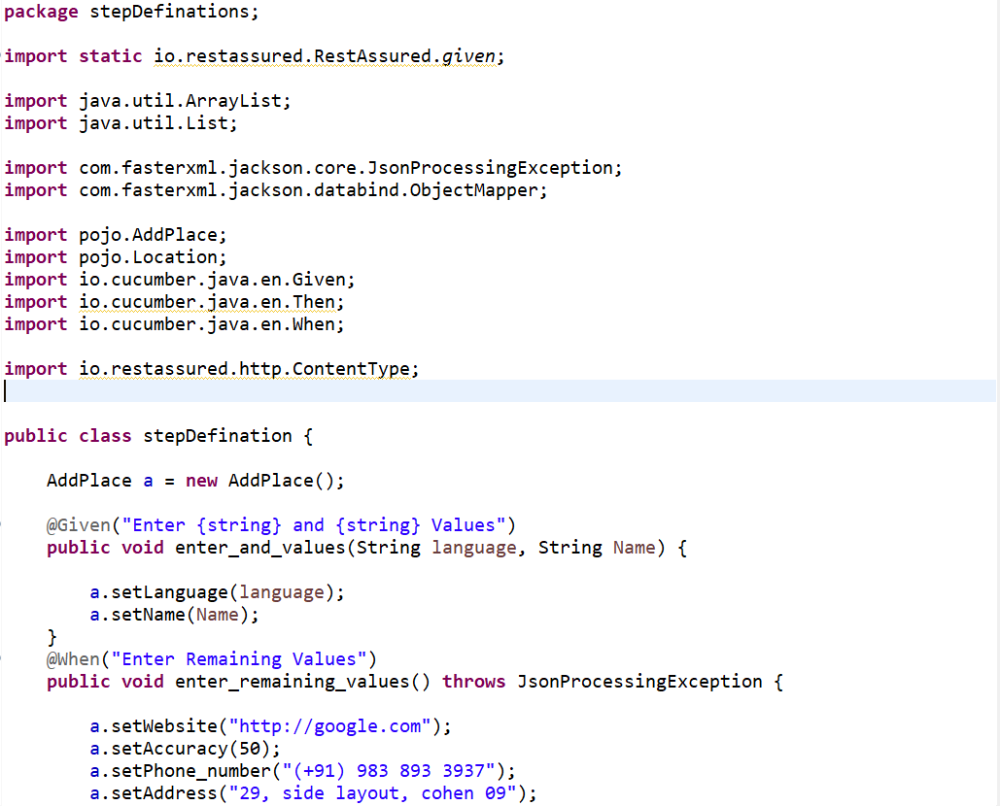 package stepDefinations;
import static io.restassured.RestAssured.given;
import java.util.ArrayList;
import java.util.List;
import com.fasterxml.jackson.core.JsonProcessingException;
import com.fasterxml.jackson.databind.ObjectMapper;
import pojo.AddPlace;
import pojo.Location;
import io.cucumber.java.en.Given;
import io.cucumber.java.en.Then;
import io.cucumber.java.en.When;
import io.restassured.http.ContentType;
public class stepDefination {
    AddPlace a = new AddPlace();
    @Given("Enter {string} and {string} Values")
    public void enter_and_values(String language, String Name) {
        a.setLanguage(language);
        a.setName(Name);
    }
    @When("Enter Remaining Values")
    public void enter_remaining_values() throws JsonProcessingException {
        a.setWebsite("http://google.com");
        a.setAccuracy(50);
        a.setPhone_number("(+91) 983 893 3937");
        a.setAddress("29, side layout, cohen 09");